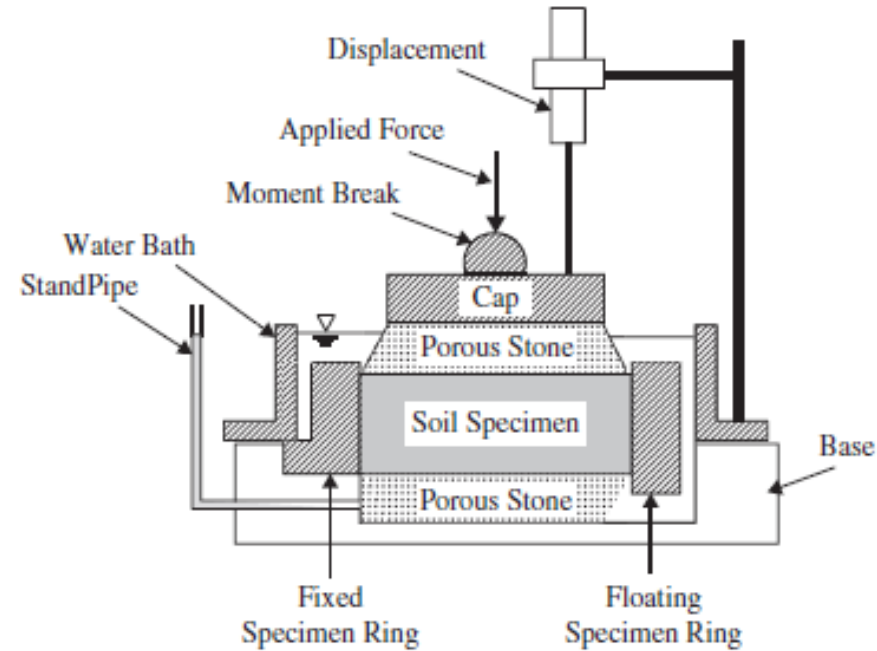 Displacement
Applied Force
Moment Break
Water Bath
StandPipe
Cap
Porous Stone
Soil Specimen
Base
Porous Stone
Fixed
Specimen Ring
Floating
Specimen Ring